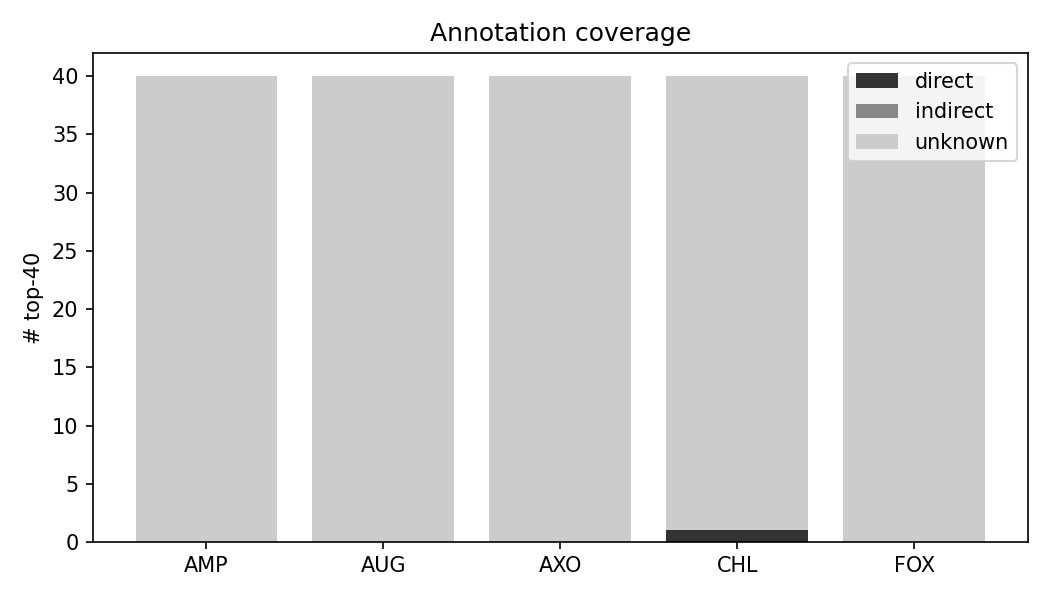 Annotation coverage
direct
indirect
unknown
# top-40
40
35
30
25
20
15
10
5
0
AMP AUG AXO CHL FOX